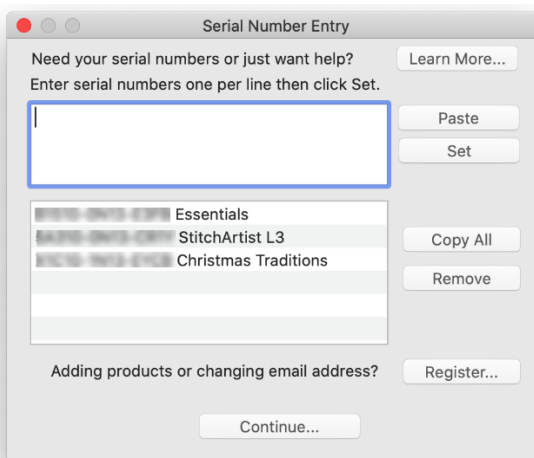 Serial Number Entry
Need your serial numbers or just want help?
Learn More...
Enter serial numbers one per line then click Set.
Paste
Set
Essentials
StitchArtist L3
Christmas Traditions
Copy All
Remove
Adding products or changing email address?
Register...
Continue...